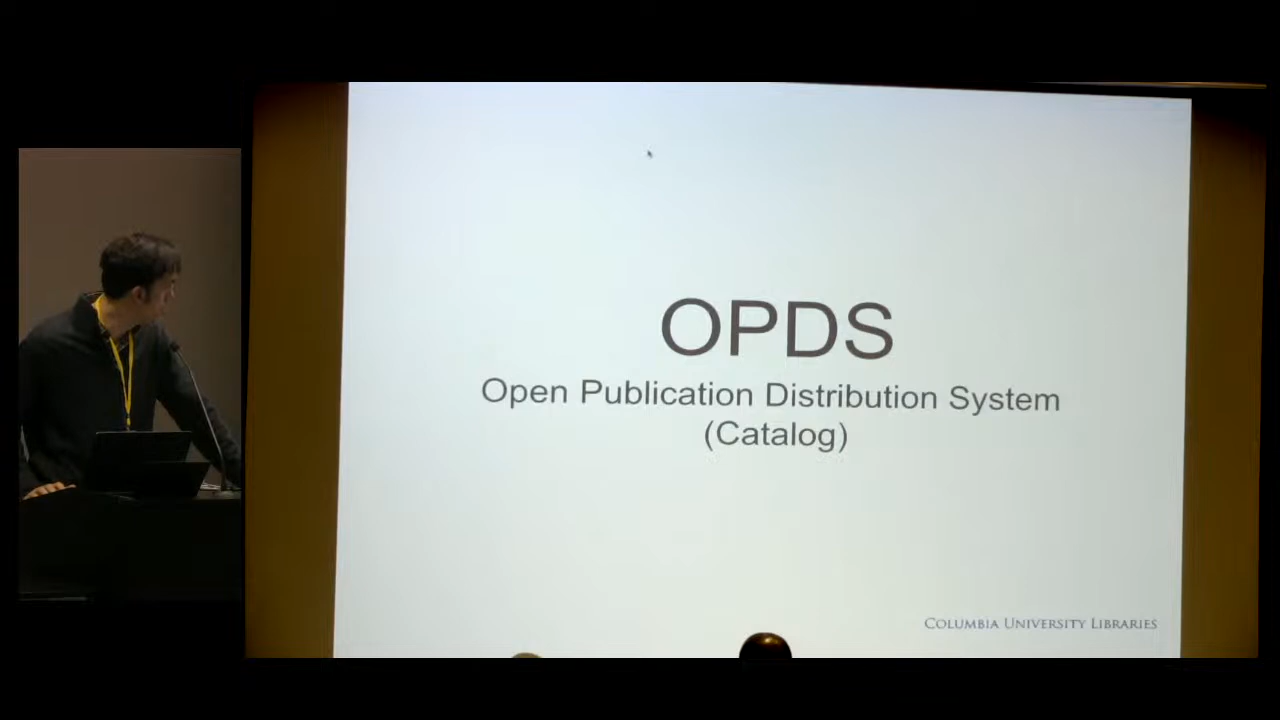 OPDS
Open Publication Distribution System
(Catalog)
COLUMBIA UNIVERSITY LIBRARIES